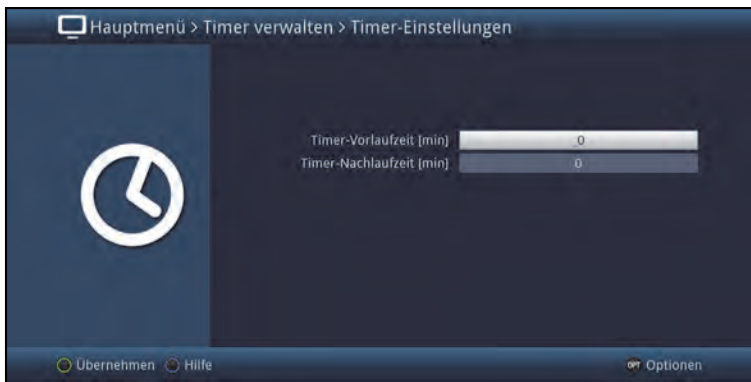 Hauptmenü > Timer verwalten > Timer-Einstellungen
Timer-Vorlaufzeit [min] 0
Timer-Nachlaufzeit [min] 0
Übernehmen Hilfe OPT Optionen